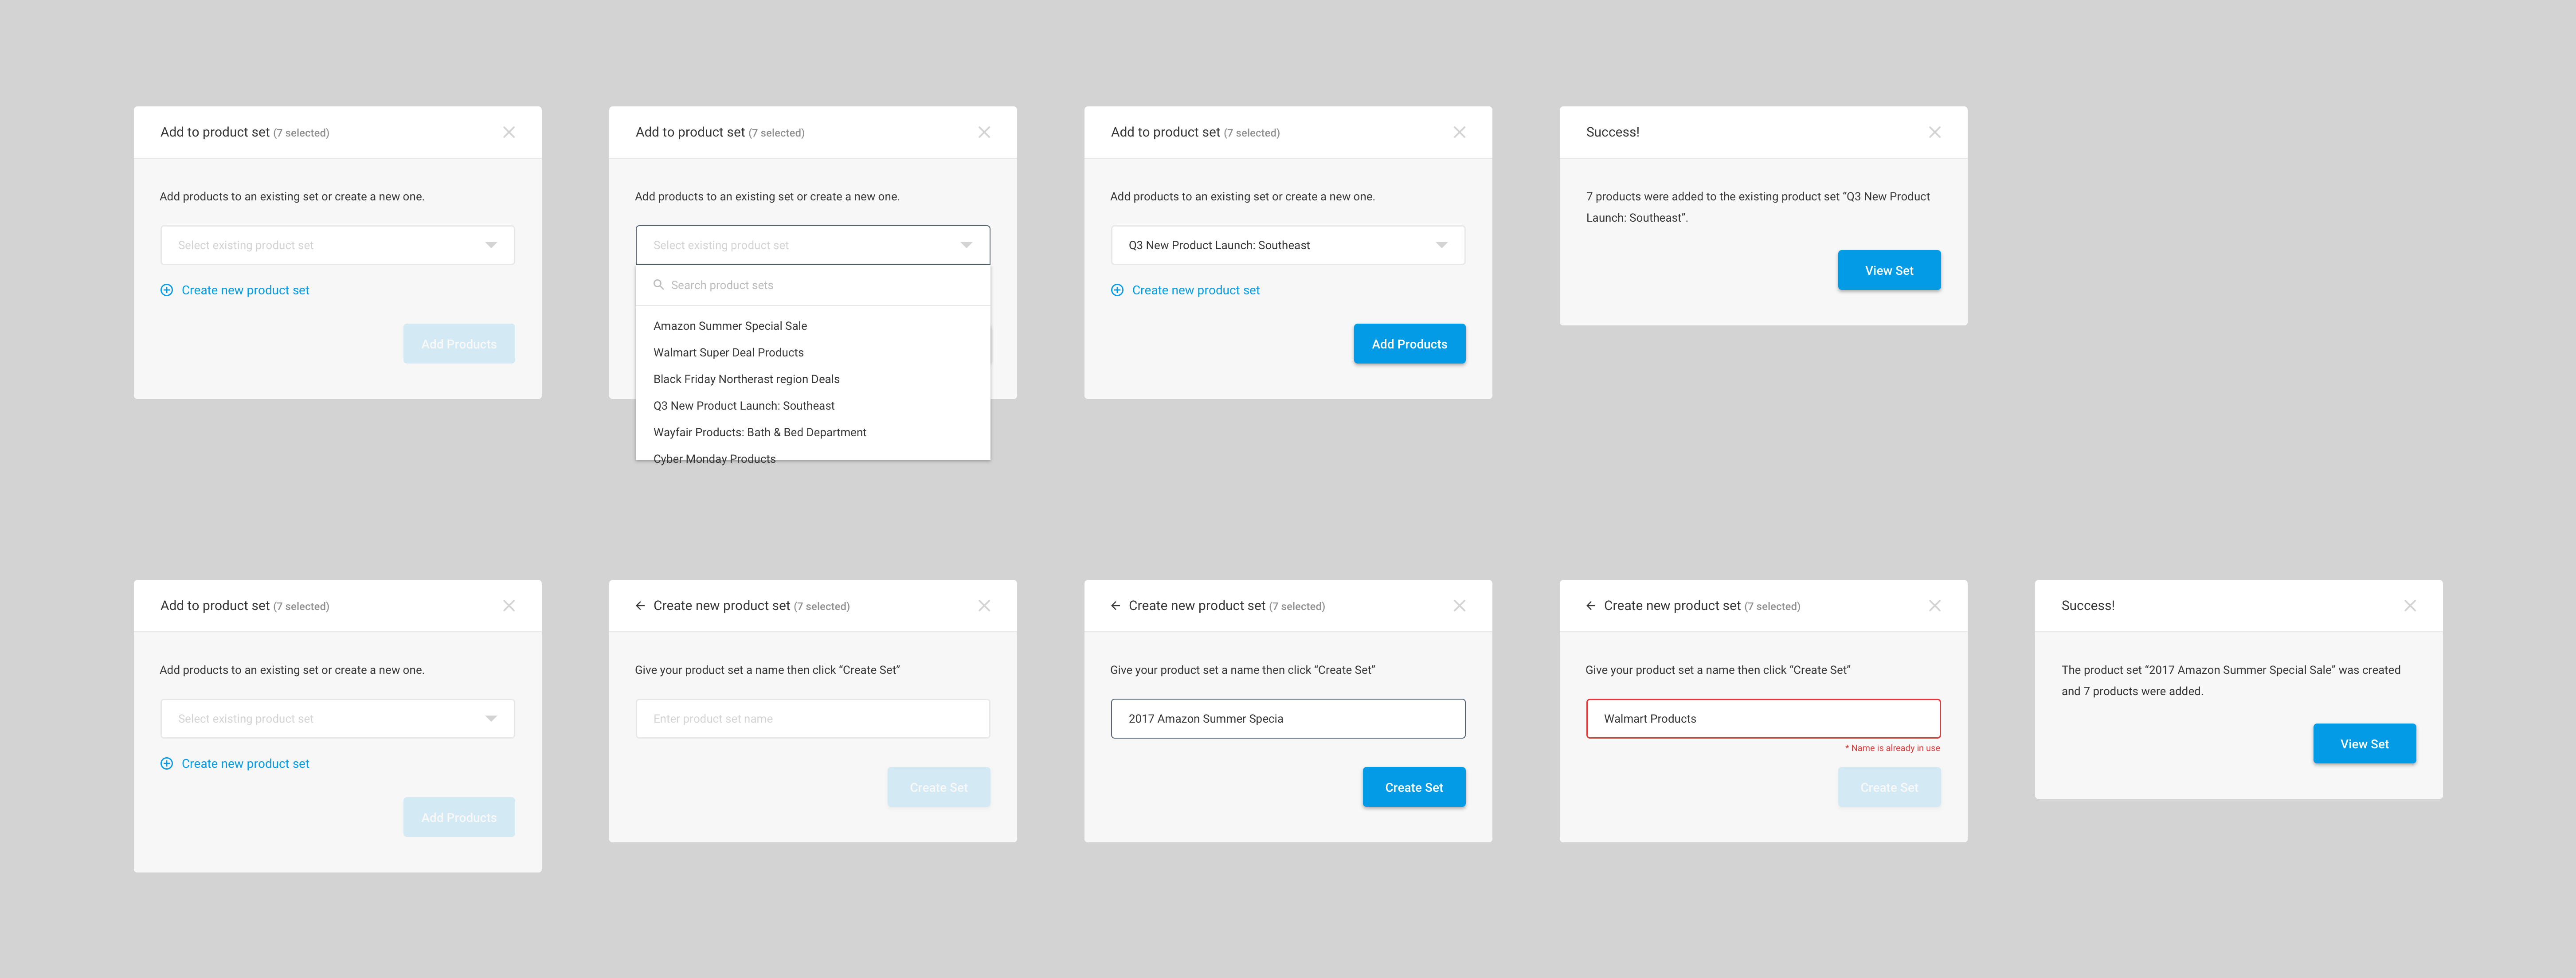 Add to product set (7 selected)
Add products to an existing set or create a new one.
Select existing product set
Create new product set
Add Products
Add to product set (7 selected)
Add products to an existing set or create a new one.
Select existing product set
Search product sets
Amazon Summer Special Sale
Walmart Super Deal Products
Black Friday Northerast region Deals
Q3 New Product Launch: Southeast
Wayfair Products: Bath & Bed Department
Cyber Monday Products
Add to product set (7 selected)
Add products to an existing set or create a new one.
Q3 New Product Launch: Southeast
Create new product set
Add Products
Success!
7 products were added to the existing product set “Q3 New Product
Launch: Southeast”.
View Set
Add to product set (7 selected)
Add products to an existing set or create a new one.
Select existing product set
Create new product set
Add Products
Create new product set (7 selected)
Give your product set a name then click “Create Set”
Enter product set name
Create Set
Create new product set (7 selected)
Give your product set a name then click “Create Set”
2017 Amazon Summer Specia
Create Set
Create new product set (7 selected)
Give your product set a name then click “Create Set”
Walmart Products
* Name is already in use
Create Set
Success!
The product set “2017 Amazon Summer Special Sale” was created
and 7 products were added.
View Set